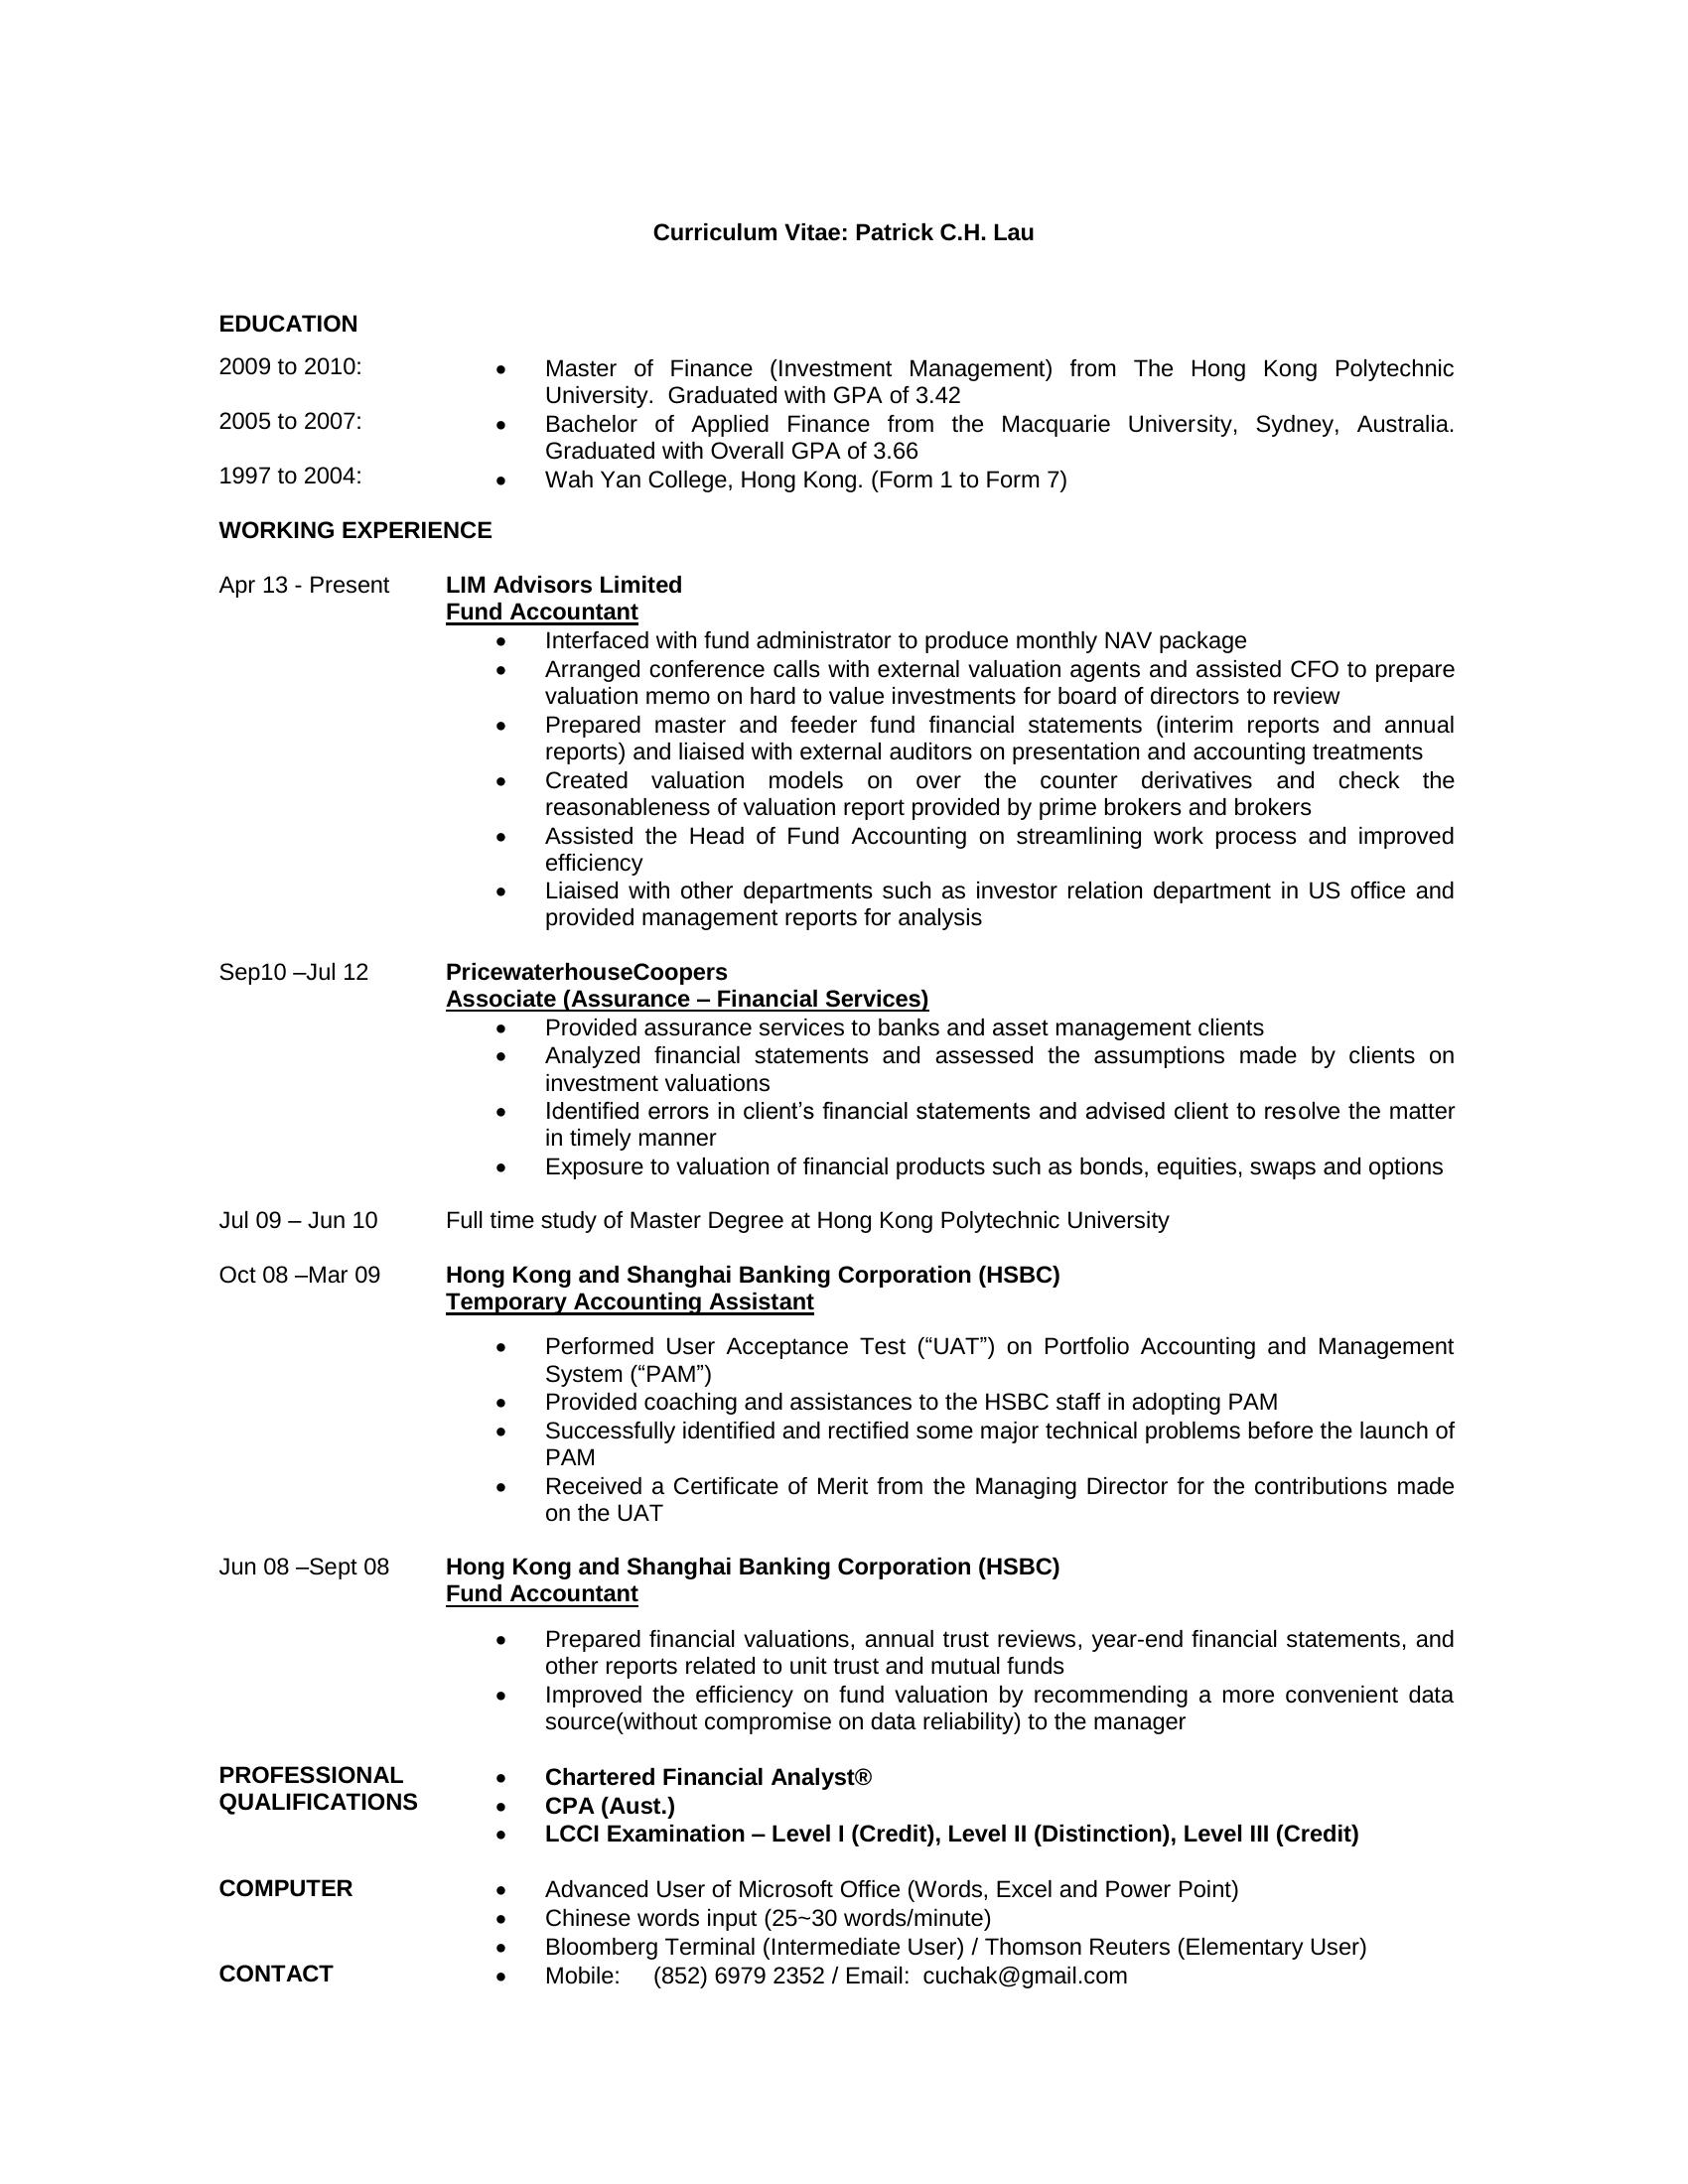 Curriculum Vitae: Patrick C.H. Lau
EDUCATION
2009 to 2010:
• Master of Finance (Investment Management) from The Hong Kong Polytechnic
University.  Graduated with GPA of 3.42
2005 to 2007:
• Bachelor of Applied Finance from the Macquarie University, Sydney, Australia.
Graduated with Overall GPA of 3.66
1997 to 2004:
• Wah Yan College, Hong Kong. (Form 1 to Form 7)
WORKING EXPERIENCE
Apr 13 - Present LIM Advisors Limited
Fund Accountant
• Interfaced with fund administrator to produce monthly NAV package
• Arranged conference calls with external valuation agents and assisted CFO to prepare
valuation memo on hard to value investments for board of directors to review
• Prepared master and feeder fund financial statements (interim reports and annual
reports) and liaised with external auditors on presentation and accounting treatments
• Created valuation models on over the counter derivatives and check the
reasonableness of valuation report provided by prime brokers and brokers
• Assisted the Head of Fund Accounting on streamlining work process and improved
efficiency
• Liaised with other departments such as investor relation department in US office and
provided management reports for analysis
Sep10 –Jul 12 PricewaterhouseCoopers
Associate (Assurance – Financial Services)
• Provided assurance services to banks and asset management clients
• Analyzed financial statements and assessed the assumptions made by clients on
investment valuations
• Identified errors in client’s financial statements and advised client to resolve the matter
in timely manner
• Exposure to valuation of financial products such as bonds, equities, swaps and options
Jul 09 – Jun 10 Full time study of Master Degree at Hong Kong Polytechnic University
Oct 08 –Mar 09 Hong Kong and Shanghai Banking Corporation (HSBC)
Temporary Accounting Assistant
• Performed User Acceptance Test (“UAT”) on Portfolio Accounting and Management
System (“PAM”)
• Provided coaching and assistances to the HSBC staff in adopting PAM
• Successfully identified and rectified some major technical problems before the launch of
PAM
• Received a Certificate of Merit from the Managing Director for the contributions made
on the UAT
Jun 08 –Sept 08 Hong Kong and Shanghai Banking Corporation (HSBC)
Fund Accountant
• Prepared financial valuations, annual trust reviews, year-end financial statements, and
other reports related to unit trust and mutual funds
• Improved the efficiency on fund valuation by recommending a more convenient data
source(without compromise on data reliability) to the manager
PROFESSIONAL
QUALIFICATIONS
• Chartered Financial Analyst®
• CPA (Aust.)
• LCCI Examination – Level I (Credit), Level II (Distinction), Level III (Credit)
COMPUTER
• Advanced User of Microsoft Office (Words, Excel and Power Point)
• Chinese words input (25~30 words/minute)
• Bloomberg Terminal (Intermediate User) / Thomson Reuters (Elementary User)
CONTACT
• Mobile: (852) 6979 2352 / Email:  cuchak@gmail.com